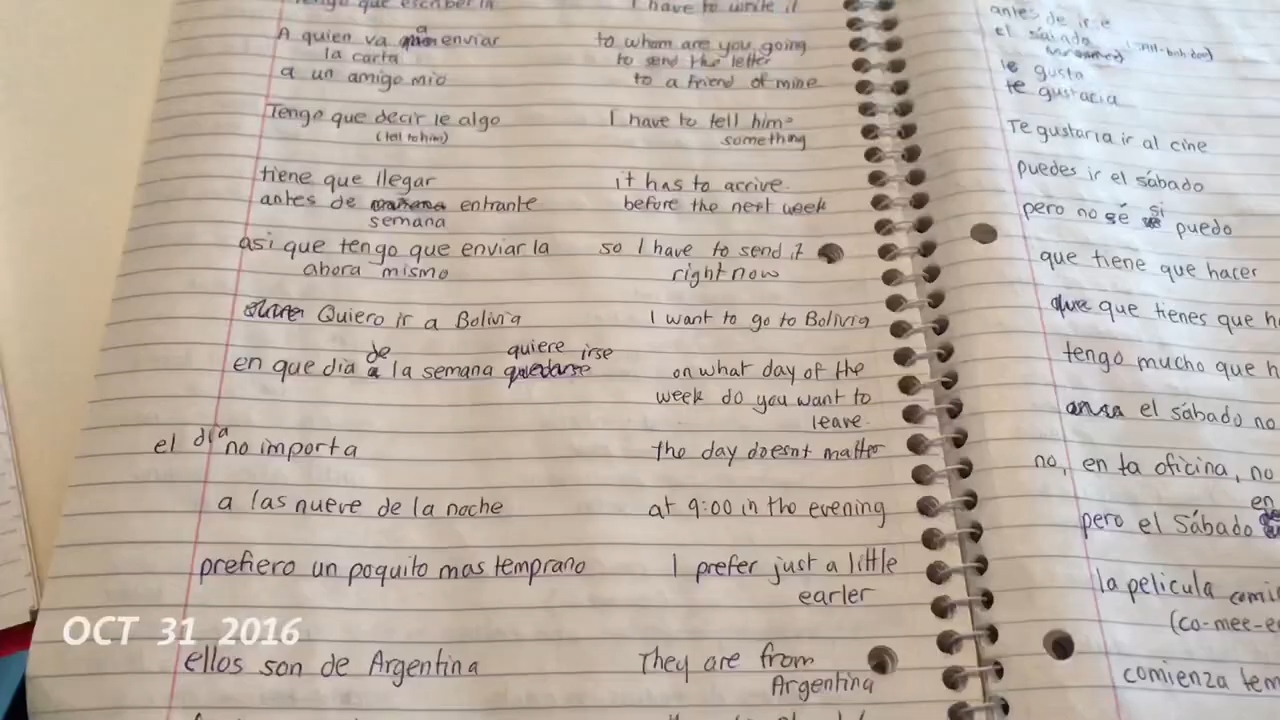 tengo que escribirla I have to write it
A quien va a enviar to whom are you going
la carta to send the letter
a un amigo mio to a friend of mine
Tengo que decir le algo I have to tell him
(tell to him) something
tiene que llegar it has to arrive.
antes de entrante before the next week
semana
asi que tengo que enviar la so I have to send it
ahora mismo right now
Quiero ir a Bolivia I want to go to Bolivia
de quiere irse
en que dia la semana on what day of the
week do you want to
leave.
el dia no importa the day doesnt matter
a las nueve de la noche at 9:00 in the evening
prefiero un poquito mas temprano I prefer just a little
earler
OCT 31 2016
ellos son de Argentina They are from
Argentina
antes de irse
el
le gusta
te gustaria
Te gustaria ir al cine
puedes ir el sábado
pero no sé si puedo
que tiene que hacer
que que tienes que
tengo mucho que
el sábado no
no, en la oficina, no
en
pero el Sábado
la pelicula
comienza